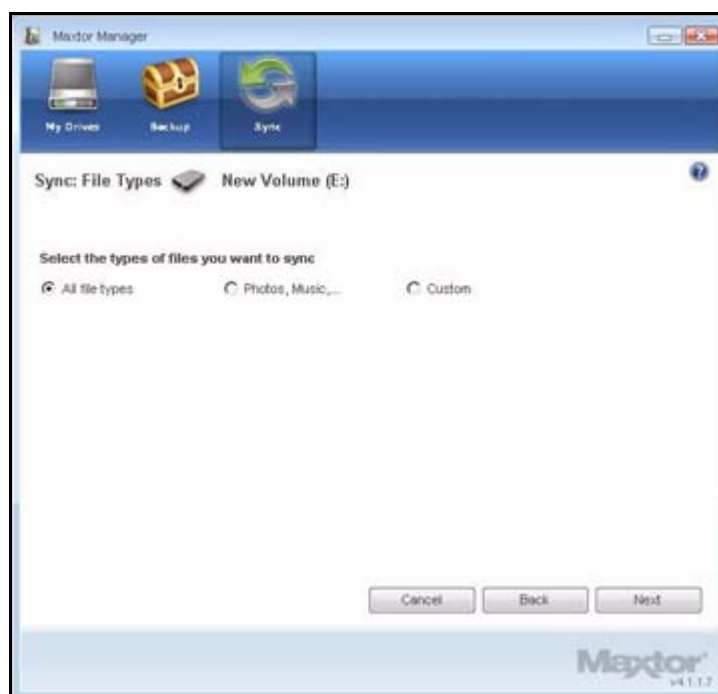 Maxtor Manager
My Drives Backup Sync
Sync: File Types New Volume (E:)
Select the types of files you want to sync
All file types Photos, Music,... Custom
Cancel Back Next
Maxtor
v4.1.1.7